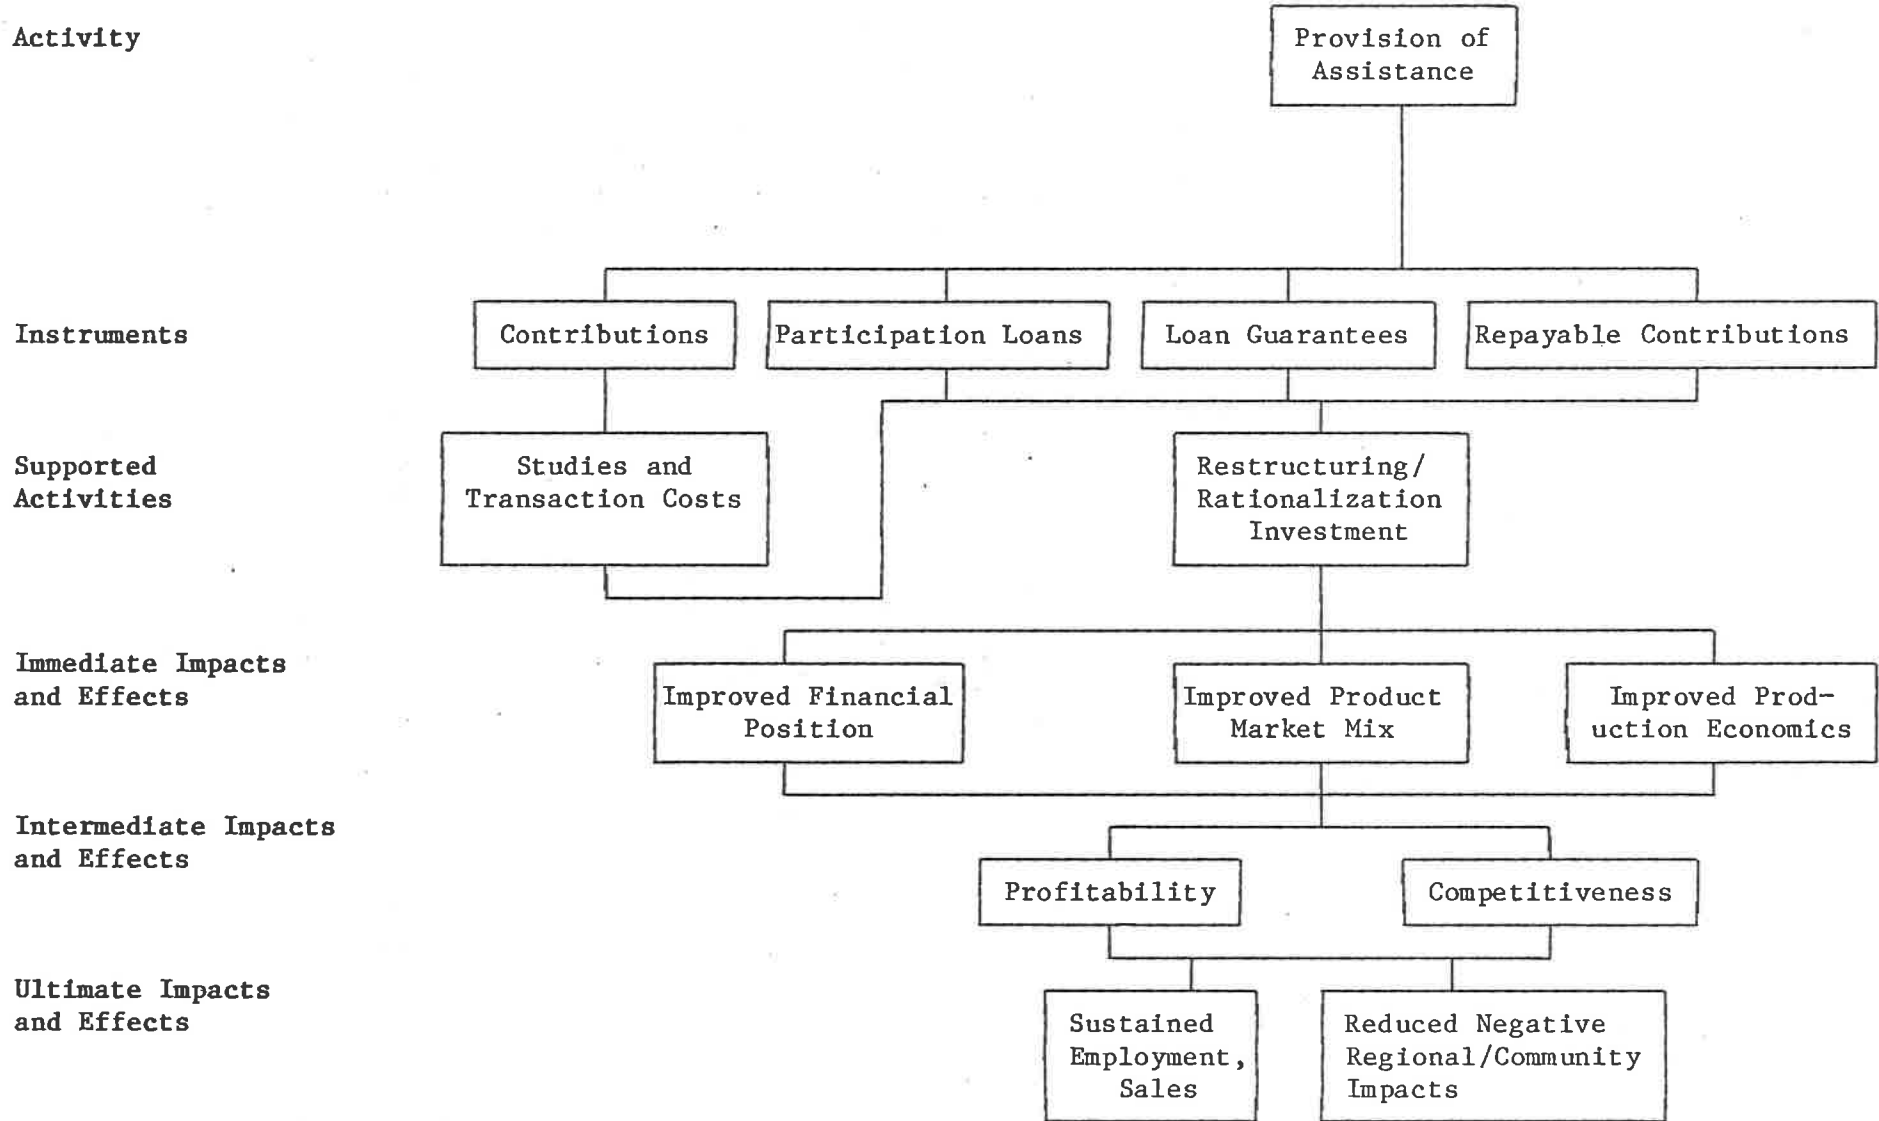 Activity
Provision of
Assistance
Instruments
Contributions
Participation Loans
Loan Guarantees
Repayable Contributions
Supported
Activities
Studies and
Transaction Costs
Restructuring/
Rationalization
Investment
Immediate Impacts
and Effects
Improved Financial
Position
Improved Product
Market Mix
Improved Prod-
uction Economics
Intermediate Impacts
and Effects
Profitability
Competitiveness
Ultimate Impacts
and Effects
Sustained
Employment,
Sales
Reduced Negative
Regional/Community
Impacts